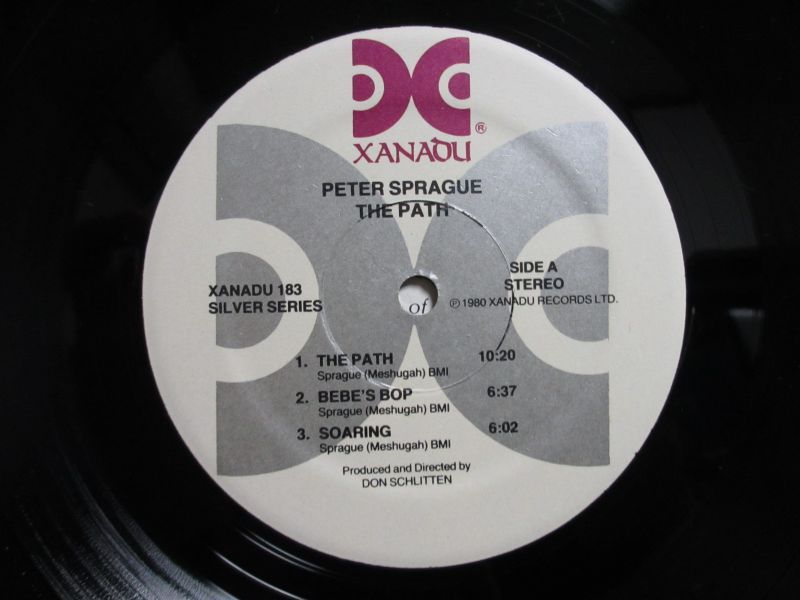 XANADU ®
PETER SPRAGUE
THE PATH
XANADU 183
SILVER SERIES
SIDE A
STEREO
℗ 1980 XANADU RECORDS LTD.
of
1. THE PATH 10:20
Sprague (Meshugah) BMI
2. BEBE'S BOP 6:37
Sprague (Meshugah) BMI
3. SOARING 6:02
Sprague (Meshugah) BMI
Produced and Directed by
DON SCHLITTEN